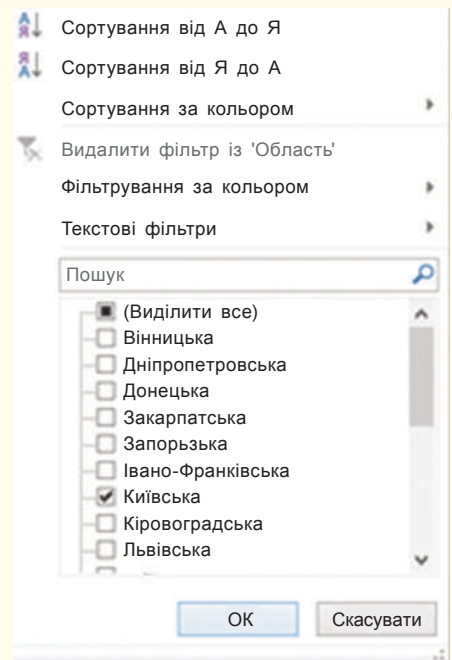 Сортування від А до Я
Сортування від Я до А
Сортування за кольором
Видалити фільтр із 'Область'
Фільтрування за кольором
Текстові фільтри
Пошук
(Виділити все)
Вінницька
Дніпропетровська
Донецька
Закарпатська
Запорьзька
Івано-Франківська
Київська
Кіровоградська
Львівська
ОК
Скасувати